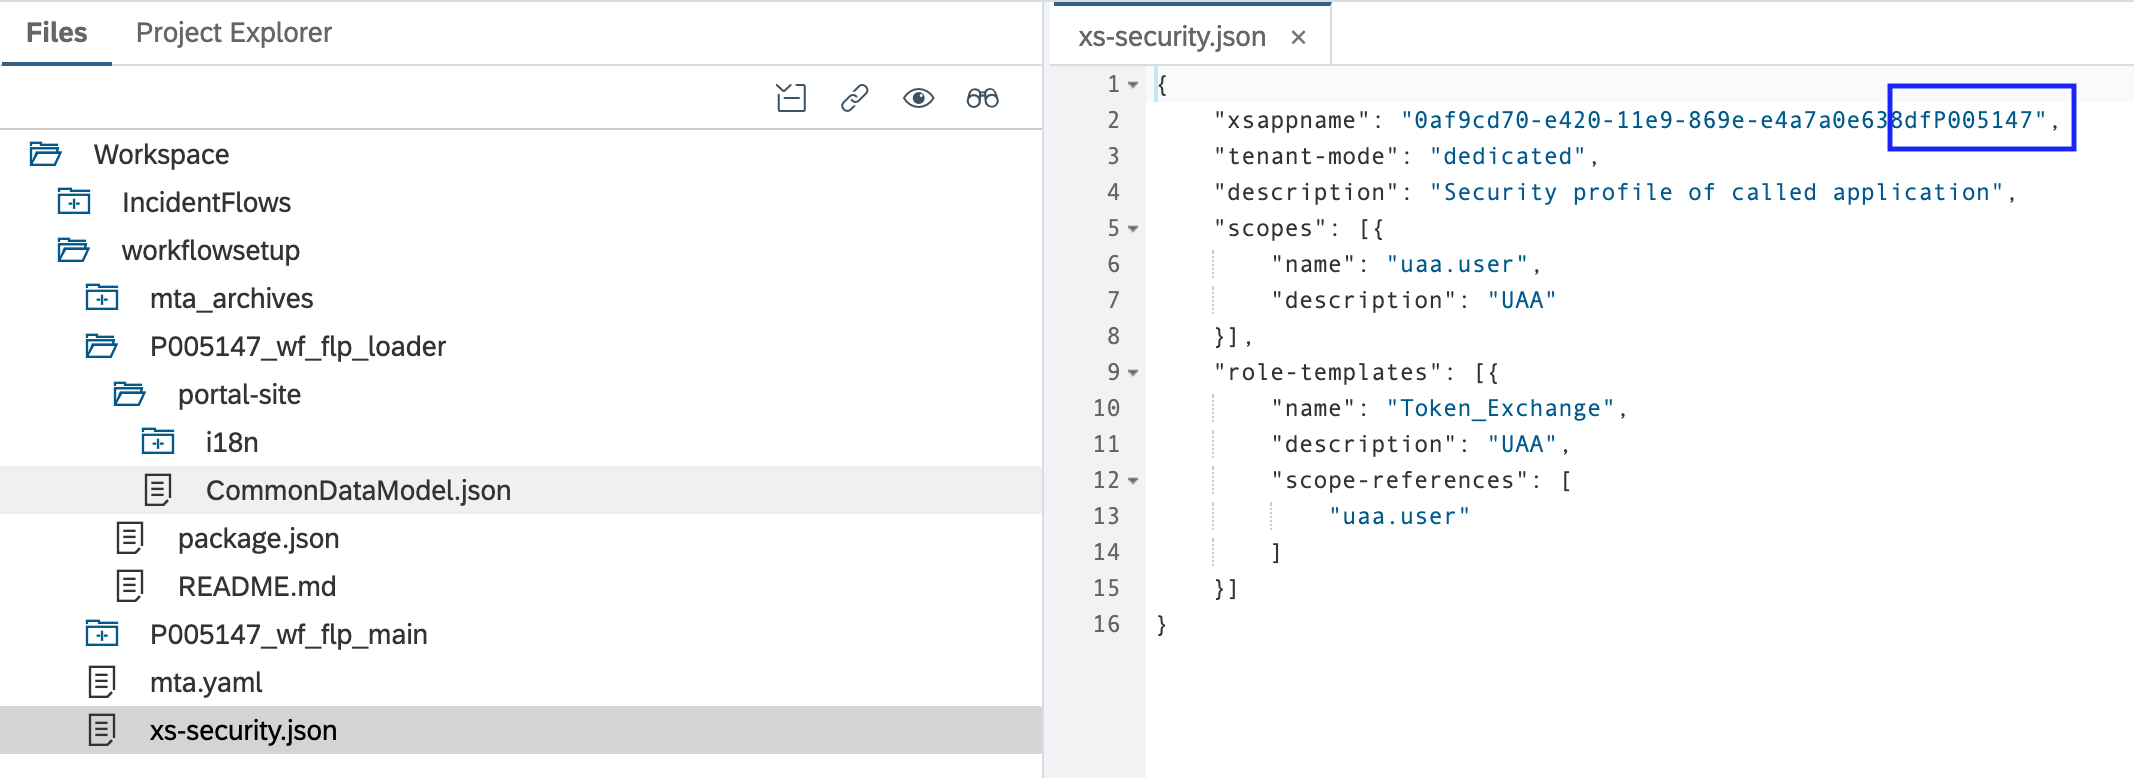 Files Project Explorer
Workspace
IncidentFlows
workflowsetup
mta_archives
P005147_wf_flp_loader
portal-site
i18n
CommonDataModel.json
package.json
README.md
P005147_wf_flp_main
mta.yaml
xs-security.json
xs-security.json ×
1 {
2 "xsappname": "0af9cd70-e420-11e9-869e-e4a7a0e638dfP005147",
3 "tenant-mode": "dedicated",
4 "description": "Security profile of called application",
5 "scopes": [{
6 "name": "uaa.user",
7 "description": "UAA"
8 }],
9 "role-templates": [{
10 "name": "Token_Exchange",
11 "description": "UAA",
12 "scope-references": [
13 "uaa.user"
14 ]
15 }]
16 }